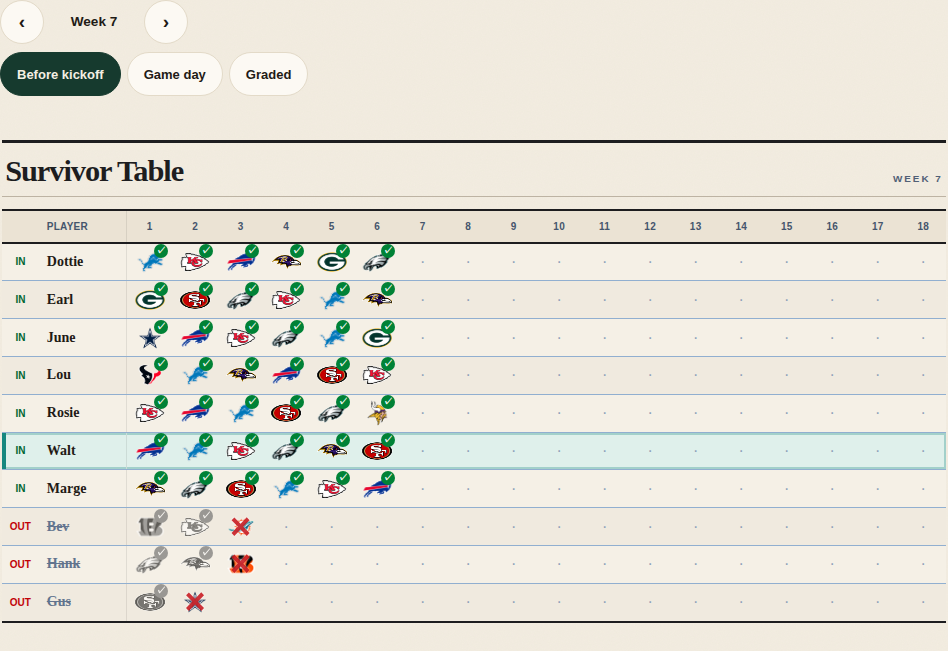 ‹ Week 7 ›
Before kickoff Game day Graded
Survivor Table WEEK 7
PLAYER 1 2 3 4 5 6 7 8 9 10 11 12 13 14 15 16 17 18
IN Dottie
IN Earl
IN June
IN Lou
IN Rosie
IN Walt
IN Marge
OUT Bev
OUT Hank
OUT Gus